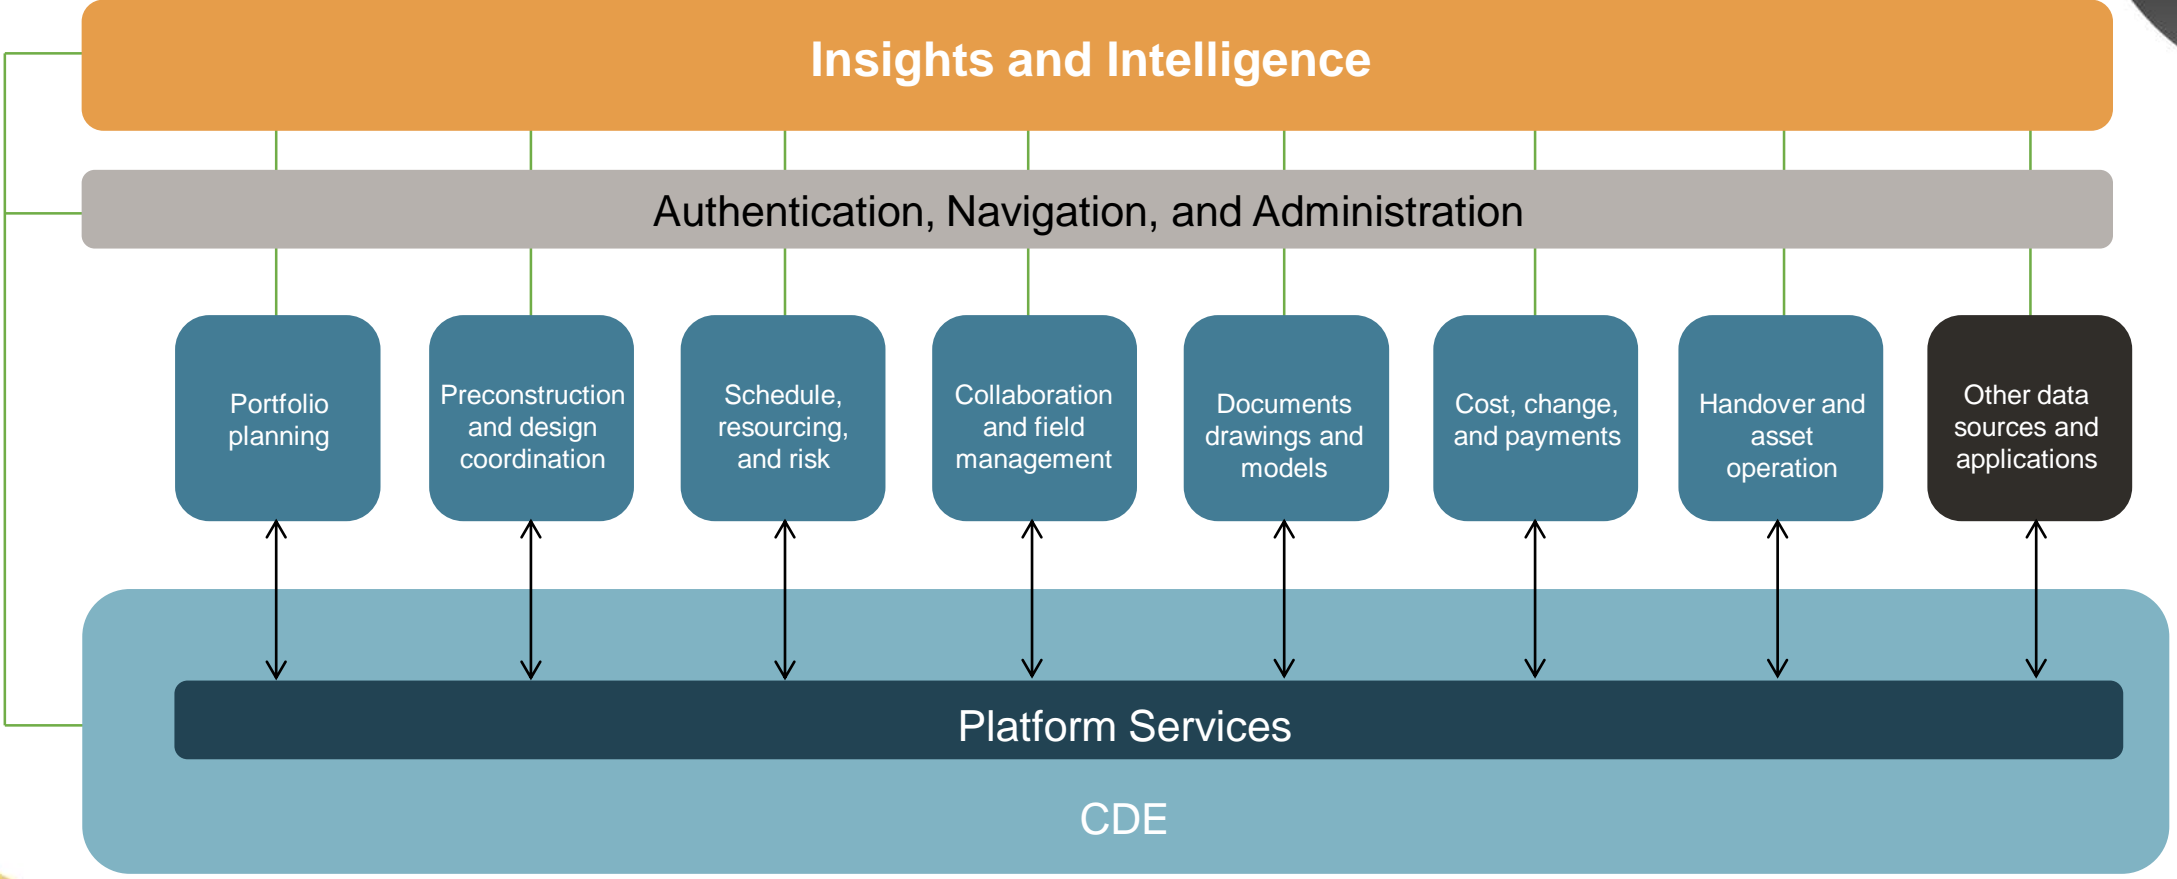 Insights and Intelligence
Authentication, Navigation, and Administration
Portfolio
planning
Preconstruction
and design
coordination
Schedule,
resourcing,
and risk
Collaboration
and field
management
Documents
drawings and
models
Cost, change,
and payments
Handover and
asset
operation
Other data
sources and
applications
Platform Services
CDE